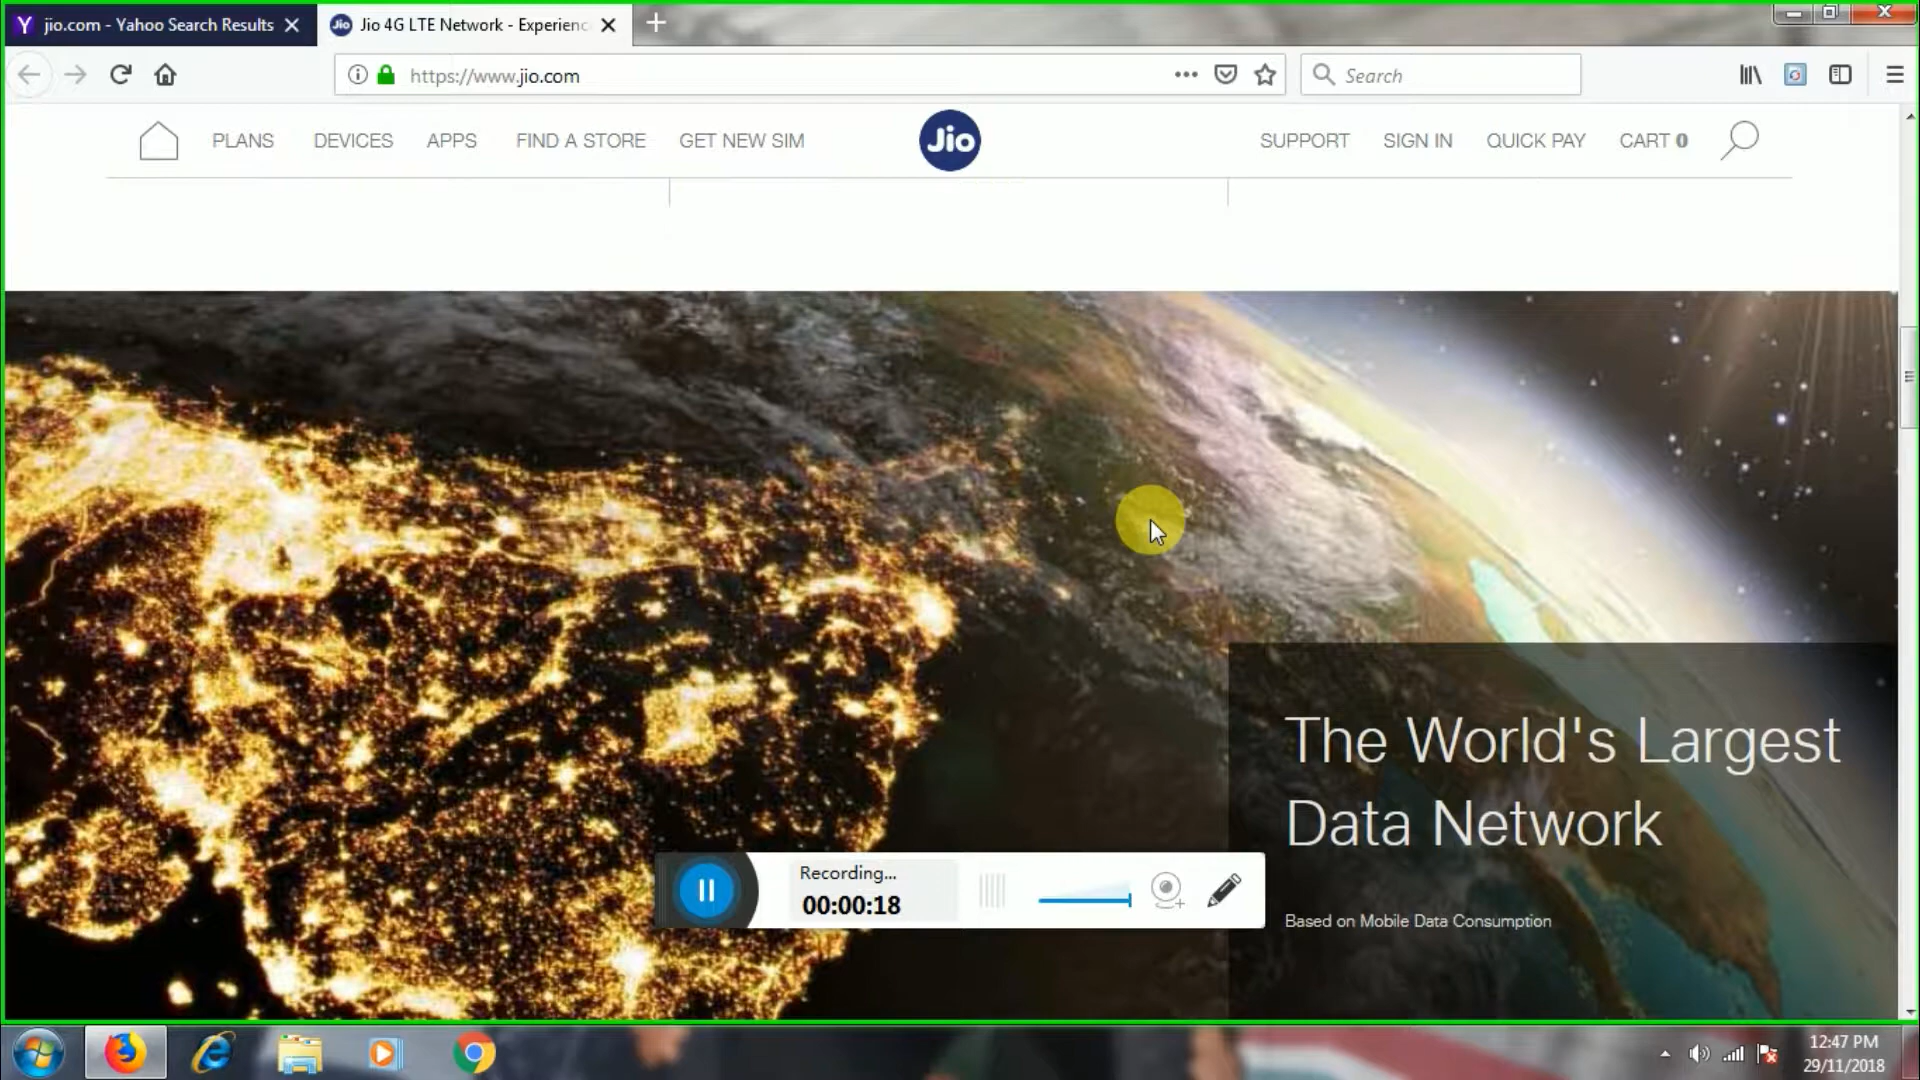 jio.com - Yahoo Search Results
Jio 4G LTE Network - Experienc
https://www.jio.com
Search
PLANS
DEVICES
APPS
FIND A STORE
GET NEW SIM
Jio
SUPPORT
SIGN IN
QUICK PAY
CART 0
The World's Largest
Data Network
Based on Mobile Data Consumption
Recording...
00:00:18
12:47 PM
29/11/2018